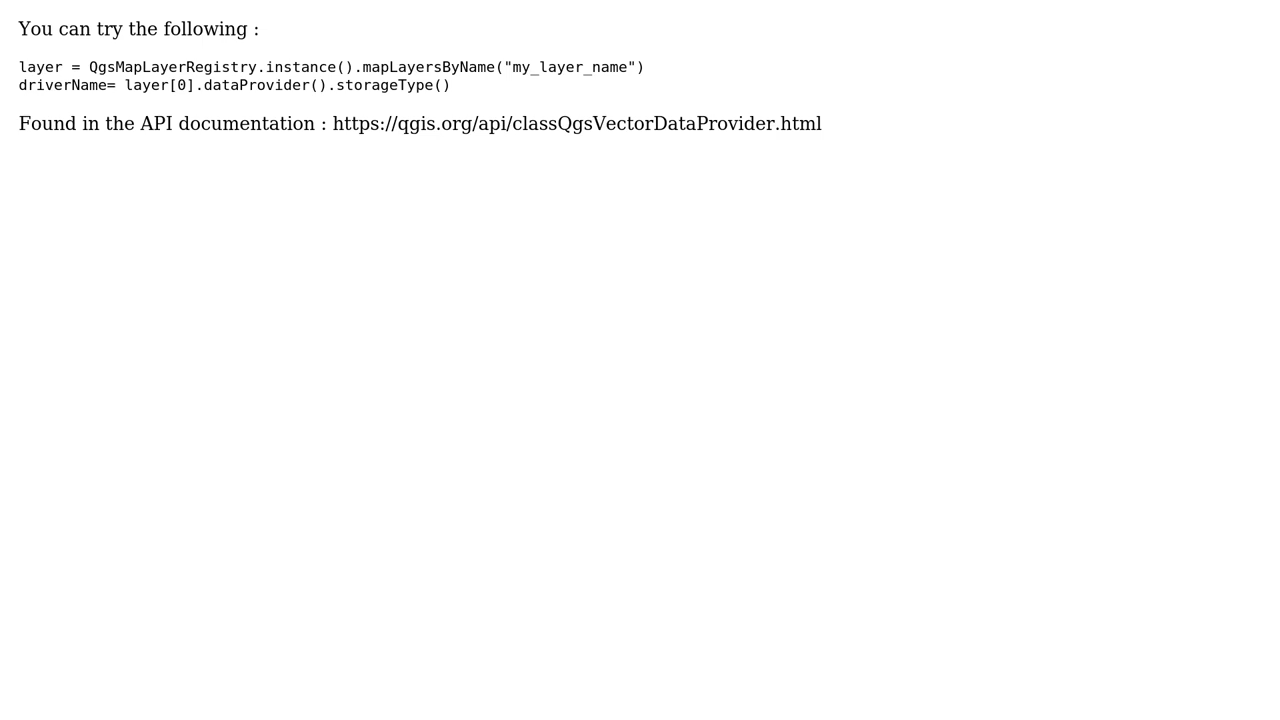 You can try the following :
layer = QgsMapLayerRegistry.instance().mapLayersByName("my_layer_name")
driverName= layer[0].dataProvider().storageType()
Found in the API documentation : https://qgis.org/api/classQgsVectorDataProvider.html